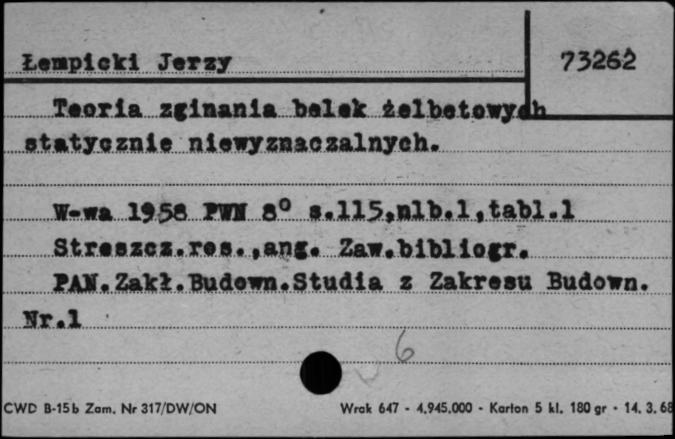 Łempicki Jerzy
73262
Teoria zginania belek żelbetowych
statycznie niewyznaczalnych.
W-wa 1958 PWN 8° s.115,nlb.1,tabl.1
Streszcz.ros.,ang. Zaw.bibliogr.
PAN.Zakł.Budown.Studia z Zakresu Budown.
Nr.1
6
CWD B-15b Zam. Nr 317/DW/ON
Wrak 647 - 4.945.000 - Karton 5 kl. 180 gr - 14. 3. 68